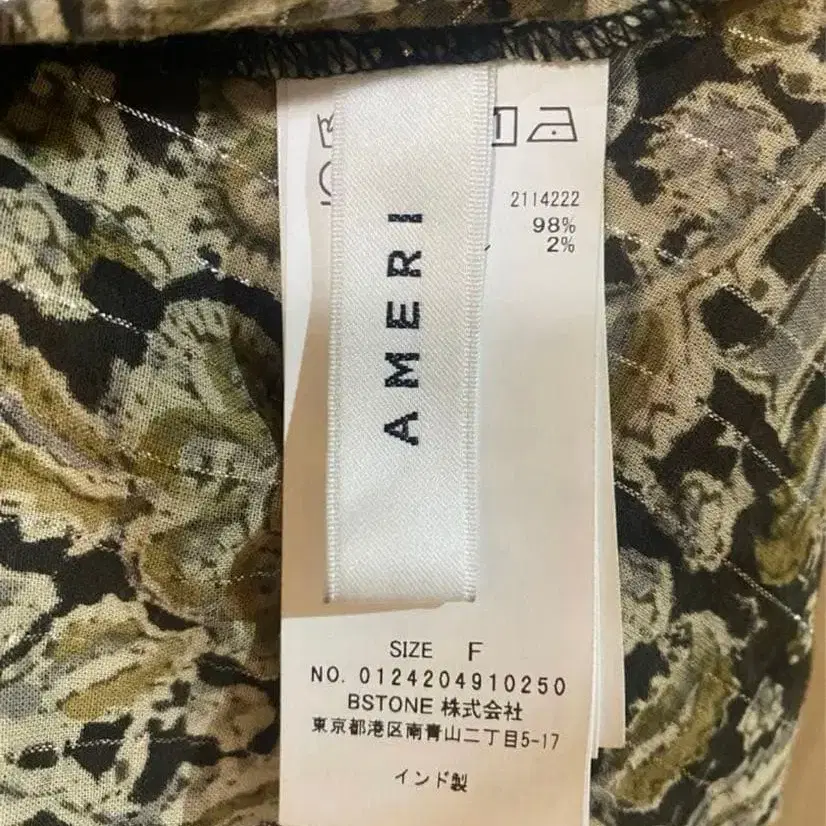 AMERI
2114222
98%
2%
SIZE F
NO. 0124204910250
BSTONE 株式会社
東京都港区南青山二丁目5-17
インド製